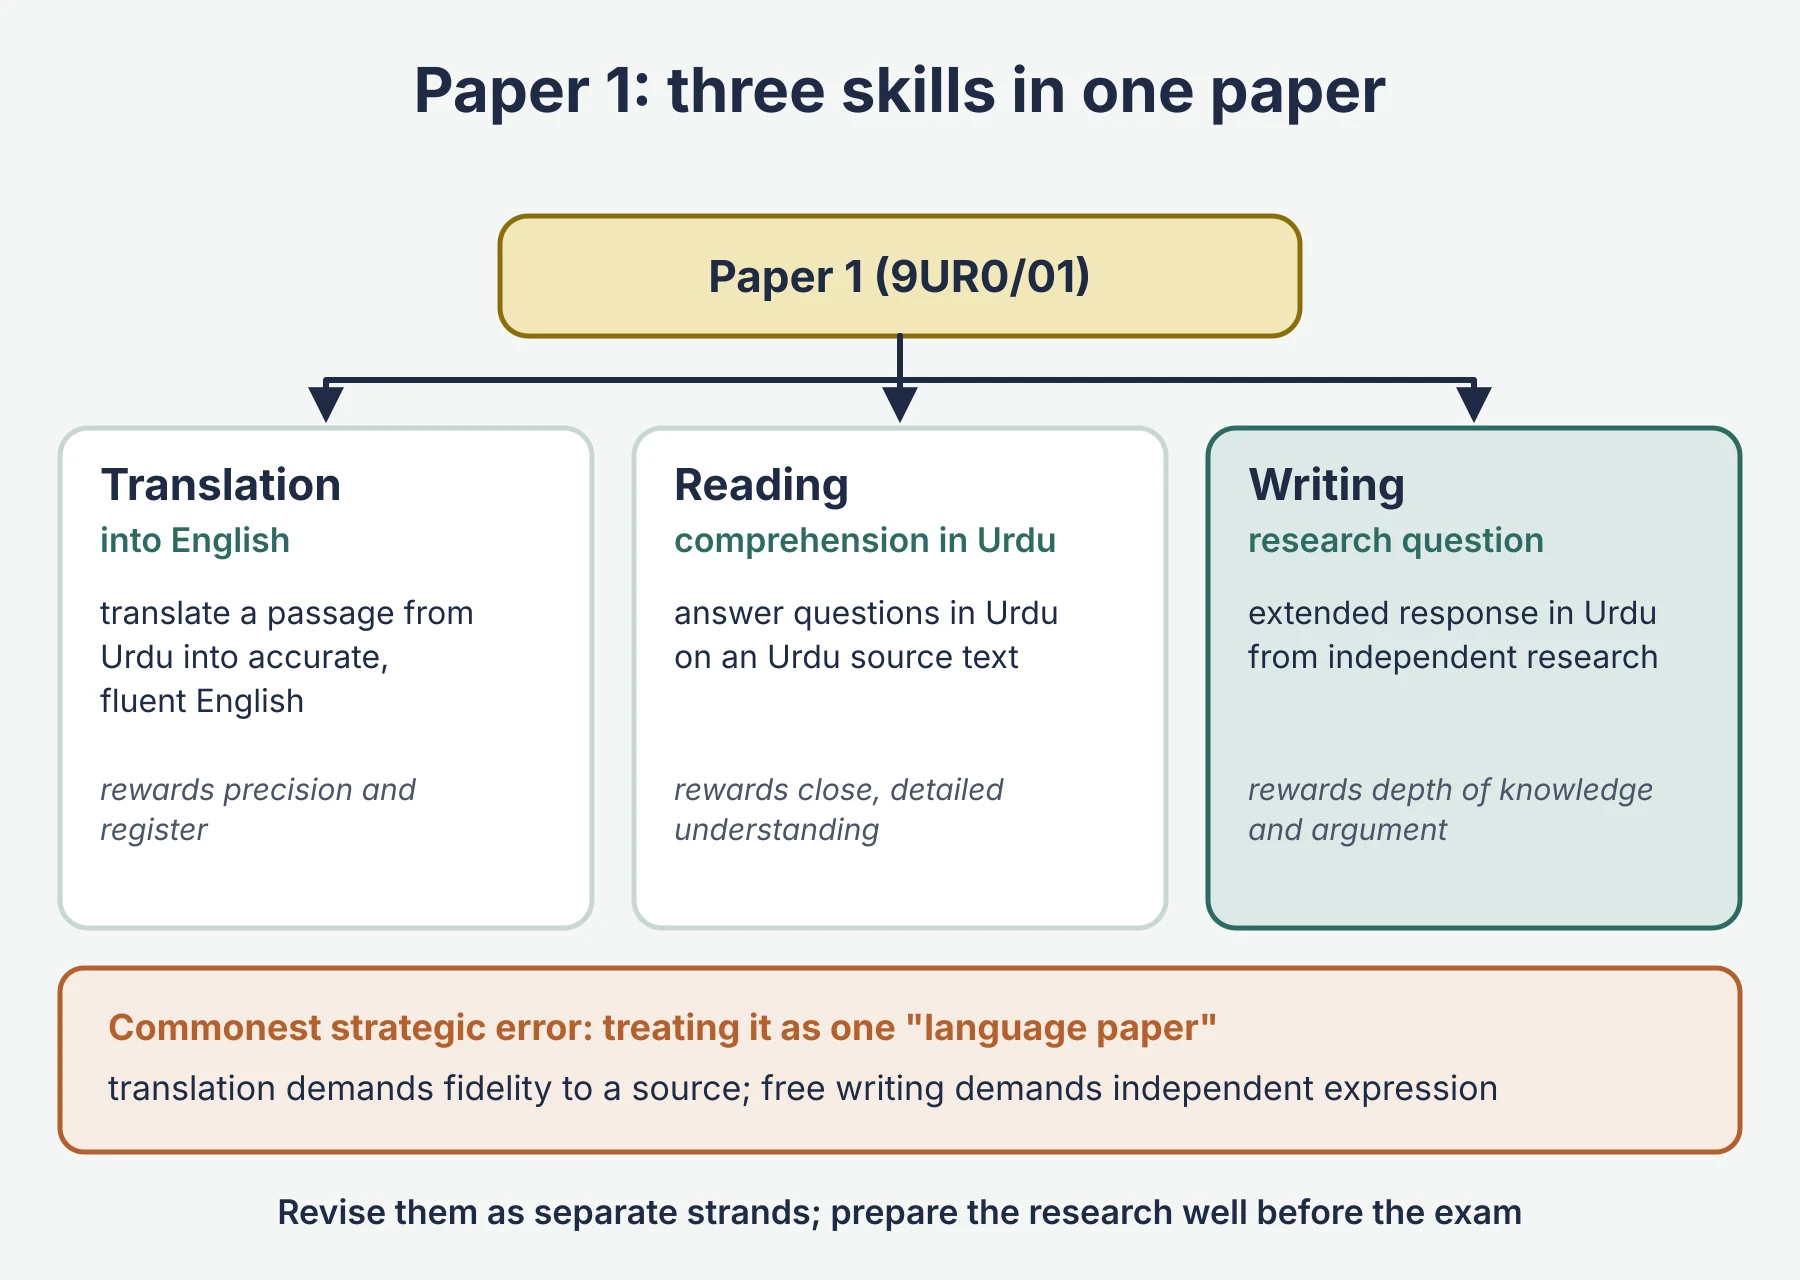 Paper 1: three skills in one paper
Paper 1 (9UR0/01)
Translation
into English
translate a passage from
Urdu into accurate,
fluent English
rewards precision and
register
Reading
comprehension in Urdu
answer questions in Urdu
on an Urdu source text
rewards close, detailed
understanding
Writing
research question
extended response in Urdu
from independent research
rewards depth of knowledge
and argument
Commonest strategic error: treating it as one "language paper"
translation demands fidelity to a source; free writing demands independent expression
Revise them as separate strands; prepare the research well before the exam